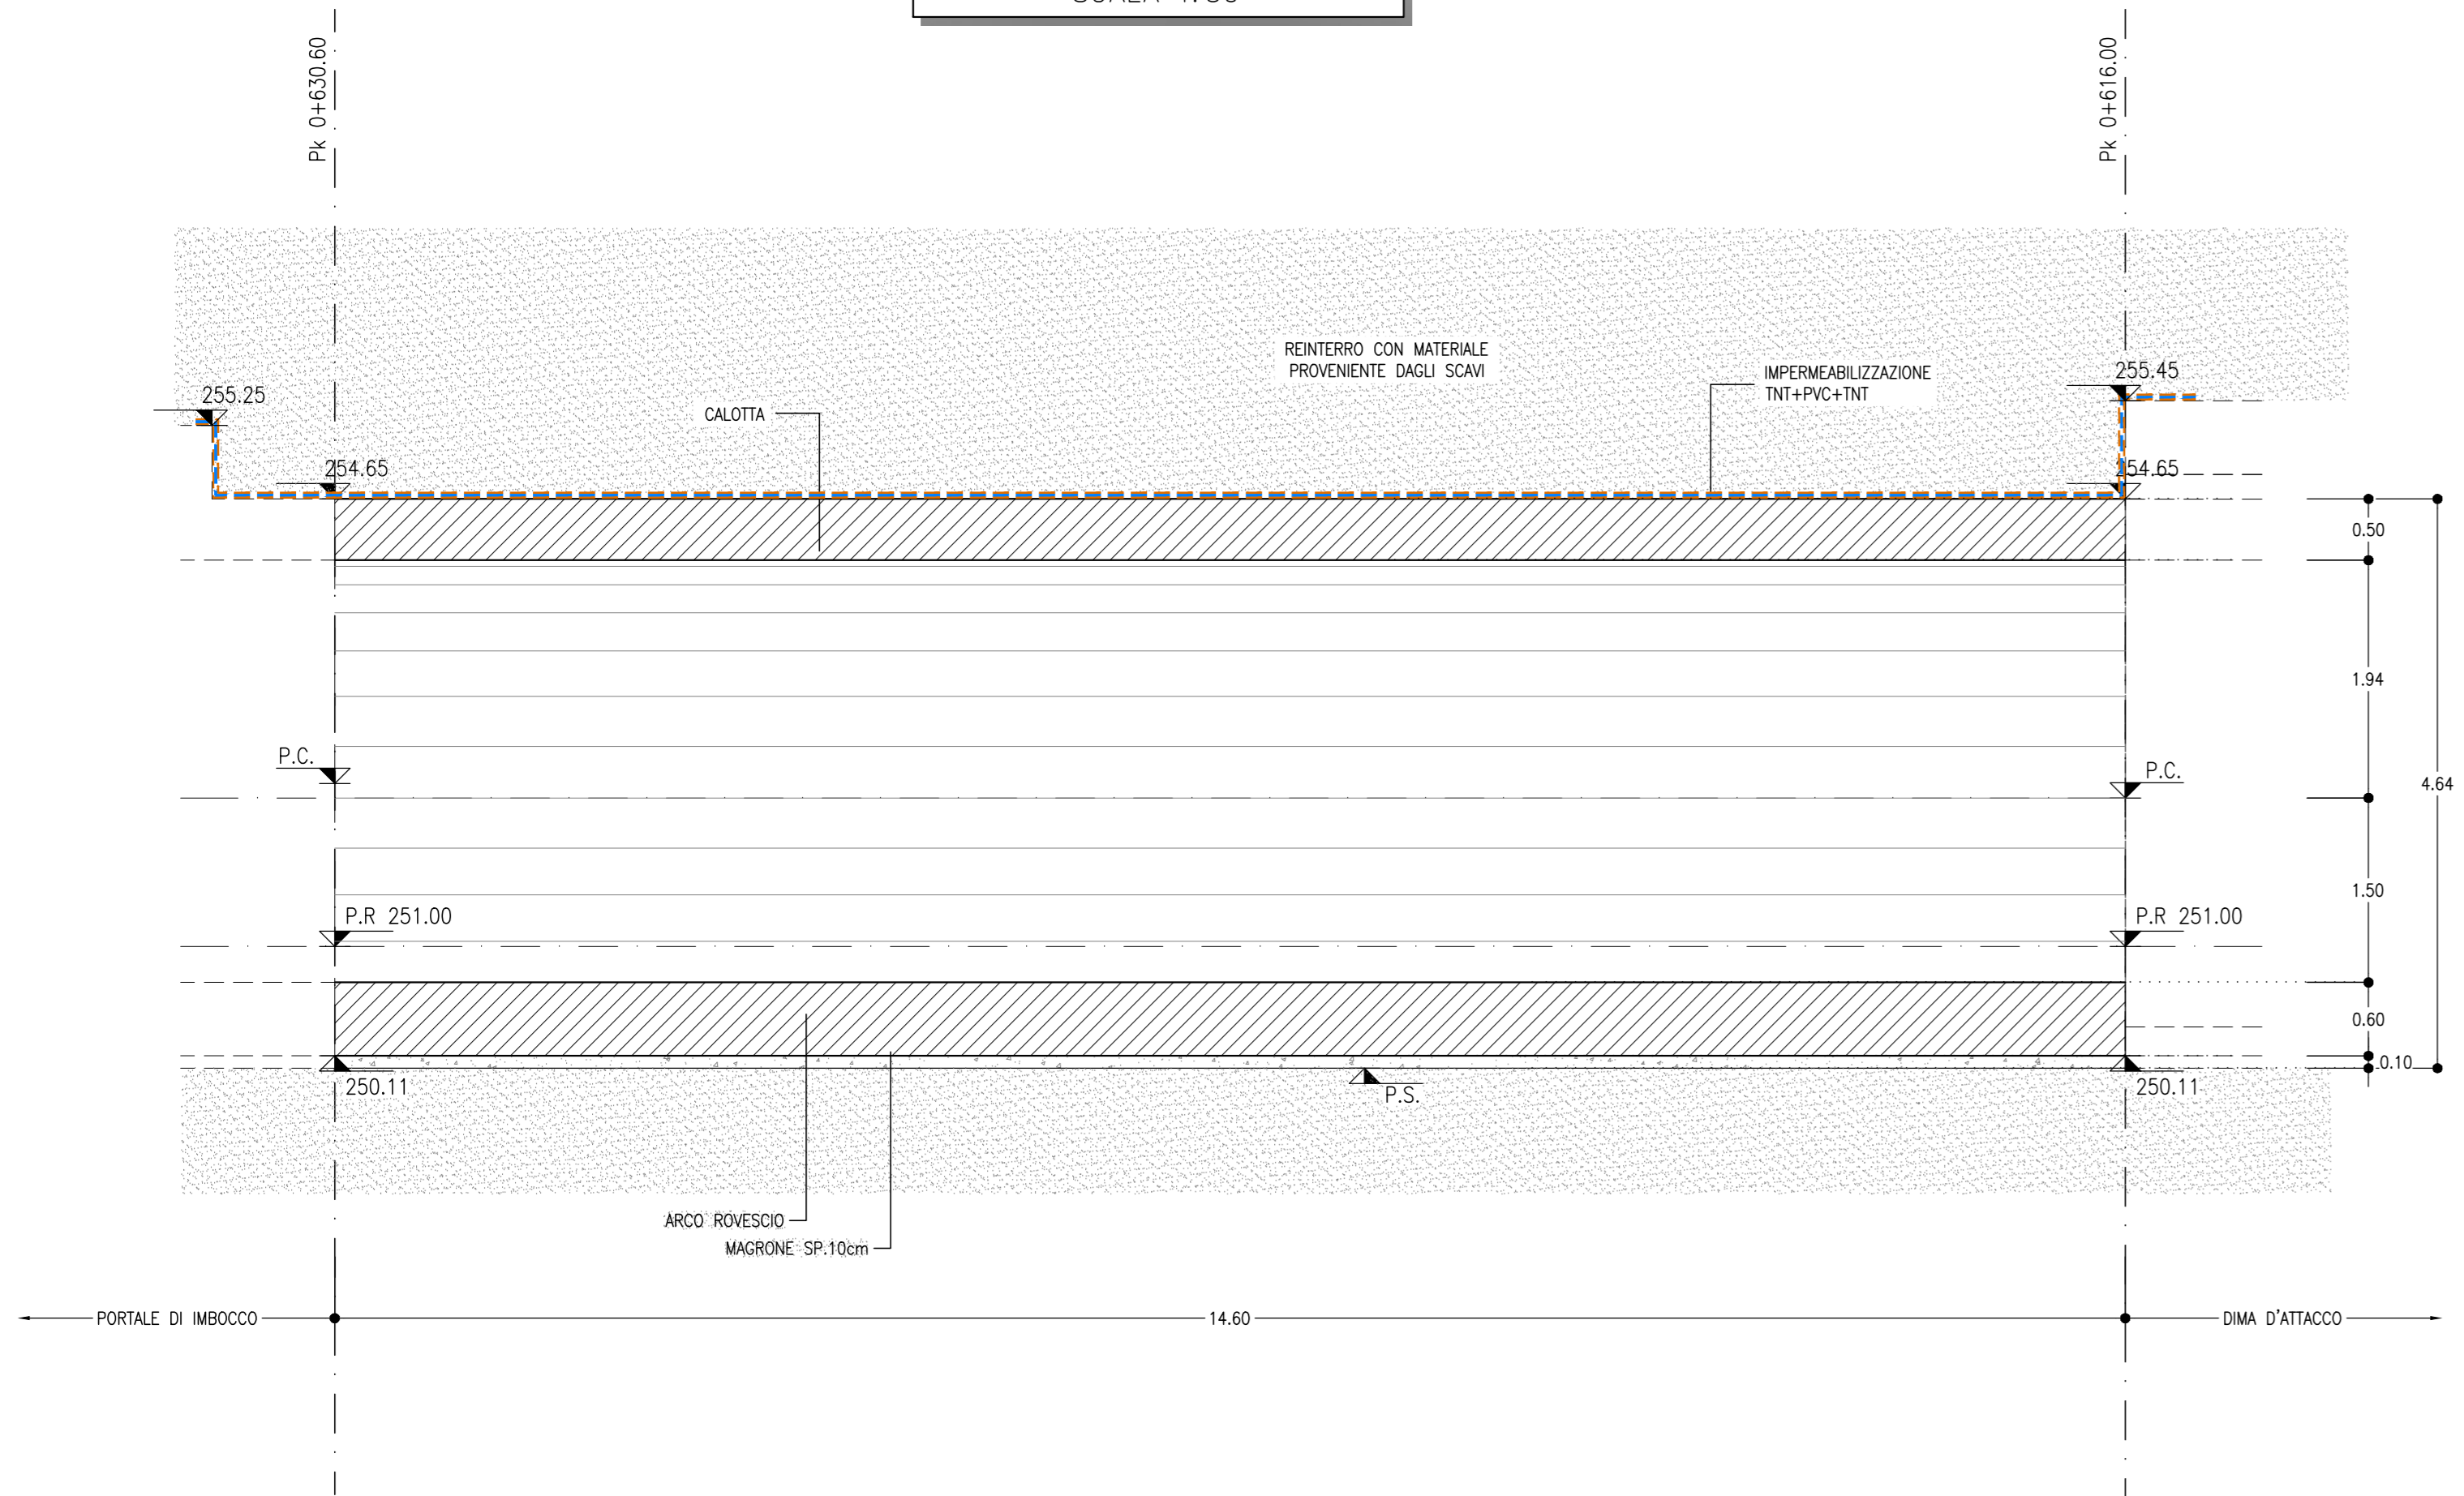 Pk 0+630.60
Pk 0+616.00
REINTERRO CON MATERIALE
PROVENIENTE DAGLI SCAVI
IMPERMEABILIZZAZIONE
TNT+PVC+TNT
255.45
255.25
CALOTTA
254.65
254.65
0.50
1.94
P.C.
P.C.
4.64
1.50
P.R 251.00
P.R 251.00
0.60
0.10
250.11
P.S.
250.11
ARCO ROVESCIO
MAGRONE SP.10cm
PORTALE DI IMBOCCO
14.60
DIMA D'ATTACCO